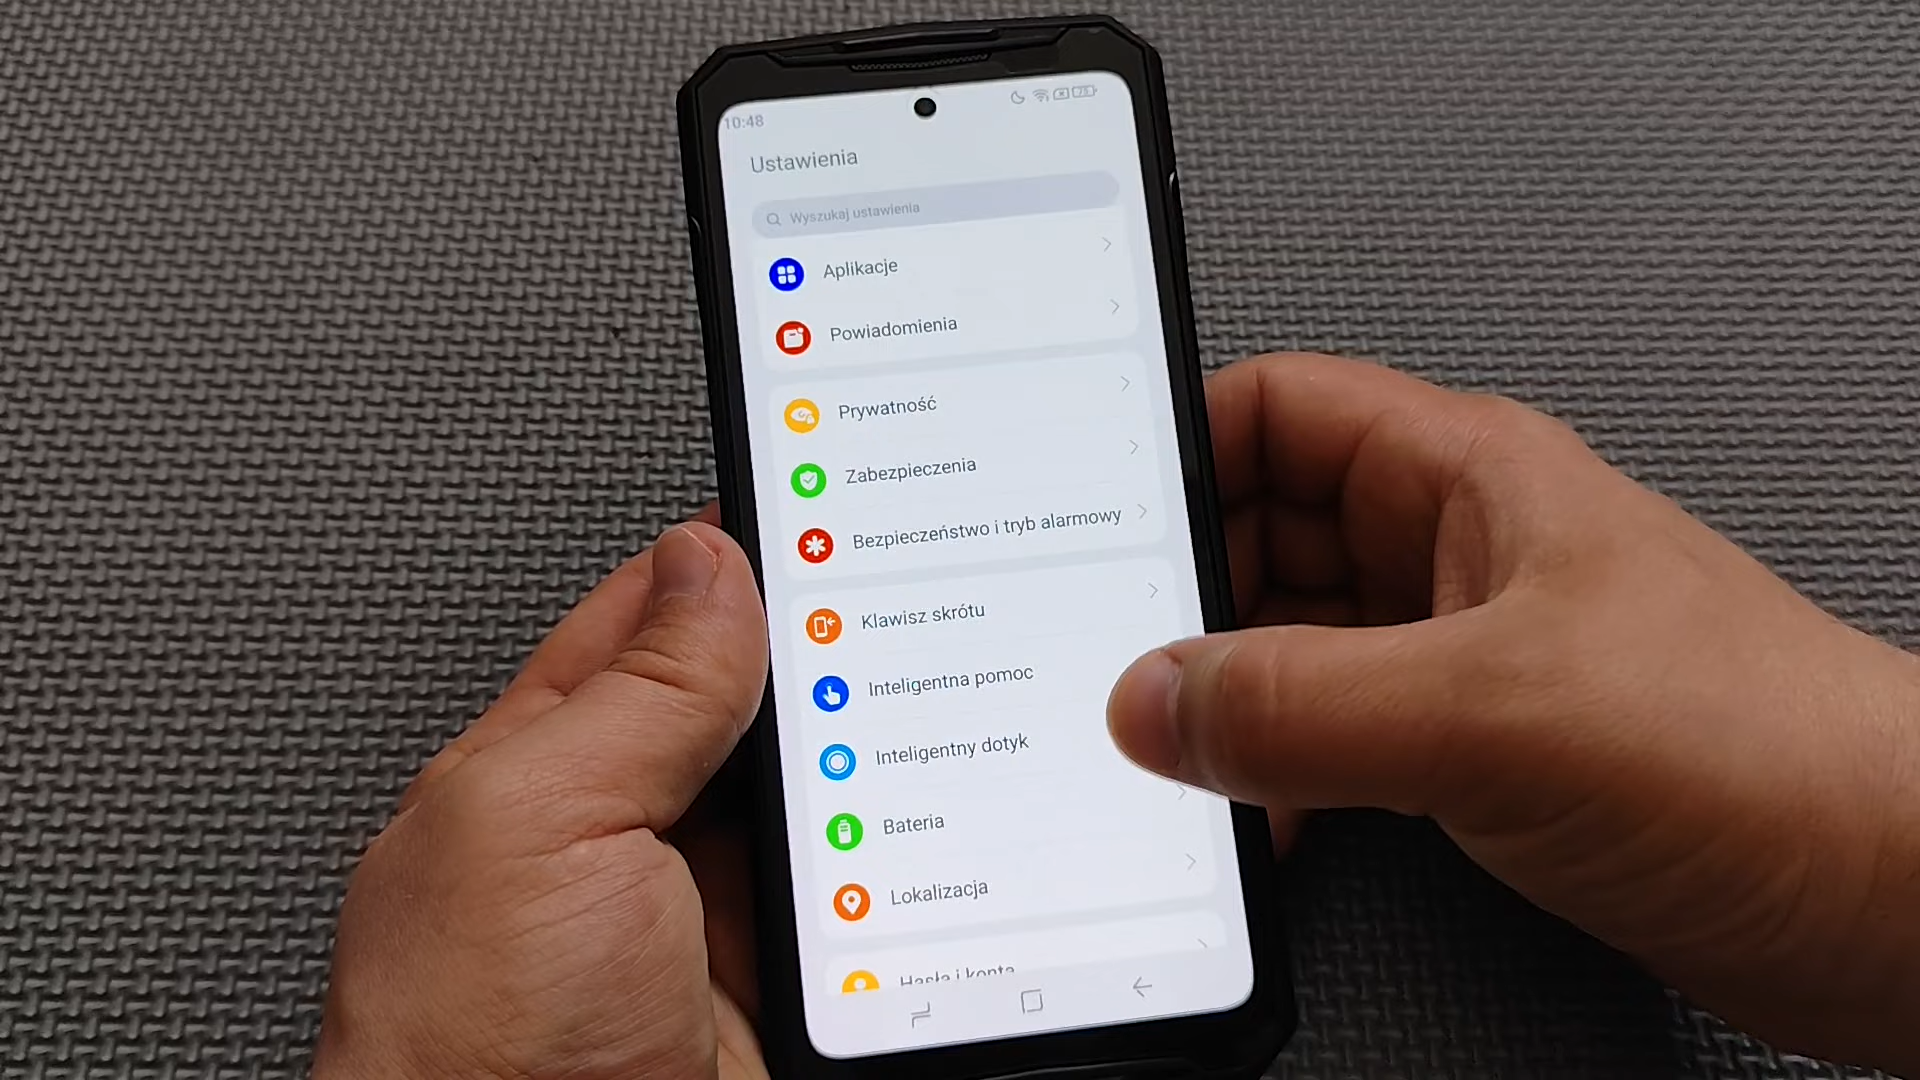 10:48
Ustawienia
Wyszukaj ustawienia
Aplikacje
Powiadomienia
Prywatność
Zabezpieczenia
Bezpieczeństwo i tryb alarmowy
Klawisz skrótu
Inteligentna pomoc
Inteligentny dotyk
Bateria
Lokalizacja
Hasła i konta